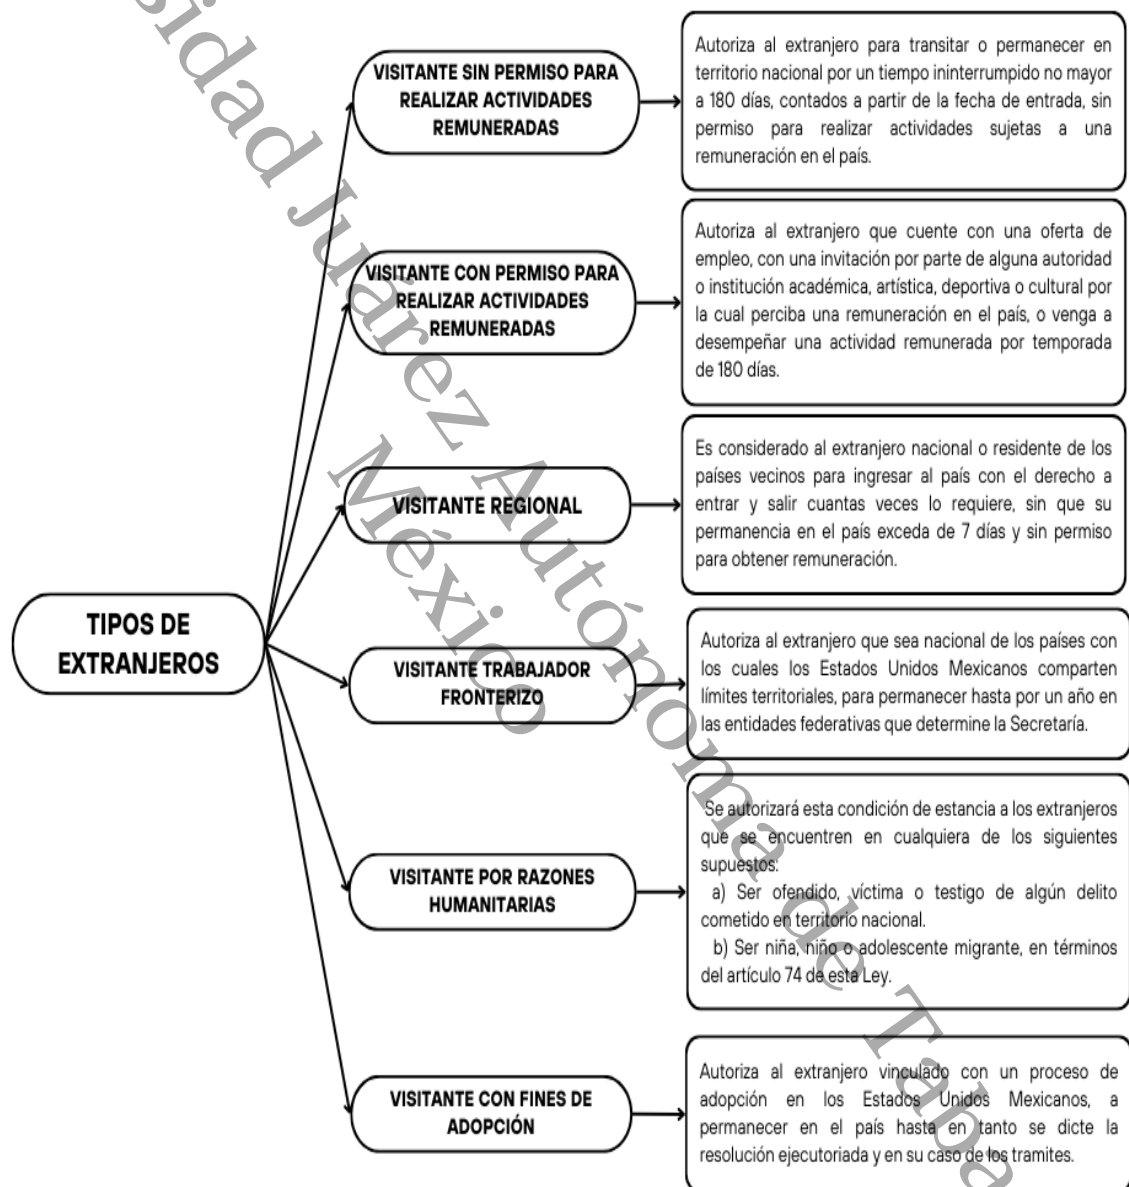 VISITANTE SIN PERMISO PARA
REALIZAR ACTIVIDADES
REMUNERADAS
Autoriza al extranjero para transitar o permanecer en
territorio nacional por un tiempo ininterrumpido no mayor
a 180 días, contados a partir de la fecha de entrada, sin
permiso para realizar actividades sujetas a una
remuneración en el país.
VISITANTE CON PERMISO PARA
REALIZAR ACTIVIDADES
REMUNERADAS
Autoriza al extranjero que cuente con una oferta de
empleo, con una invitación por parte de alguna autoridad
o institución académica, artística, deportiva o cultural por
la cual perciba una remuneración en el país, o venga a
desempeñar una actividad remunerada por temporada
de 180 días.
VISITANTE REGIONAL
Es considerado al extranjero nacional o residente de los
países vecinos para ingresar al país con el derecho a
entrar y salir cuantas veces lo requiere, sin que su
permanencia en el país exceda de 7 días y sin permiso
para obtener remuneración.
TIPOS DE
EXTRANJEROS
VISITANTE TRABAJADOR
FRONTERIZO
Autoriza al extranjero que sea nacional de los países con
los cuales los Estados Unidos Mexicanos comparten
límites territoriales, para permanecer hasta por un año en
las entidades federativas que determine la Secretaría.
VISITANTE POR RAZONES
HUMANITARIAS
Se autorizará esta condición de estancia a los extranjeros
que se encuentren en cualquiera de los siguientes
supuestos:
a) Ser ofendido, víctima o testigo de algún delito
cometido en territorio nacional.
b) Ser niña, niño o adolescente migrante, en términos
del artículo 74 de esta Ley.
VISITANTE CON FINES DE
ADOPCIÓN
Autoriza al extranjero vinculado con un proceso de
adopción en los Estados Unidos Mexicanos, a
permanecer en el país hasta en tanto se dicte la
resolución ejecutoriada y en su caso de los tramites.
Juárez Autónoma de
México